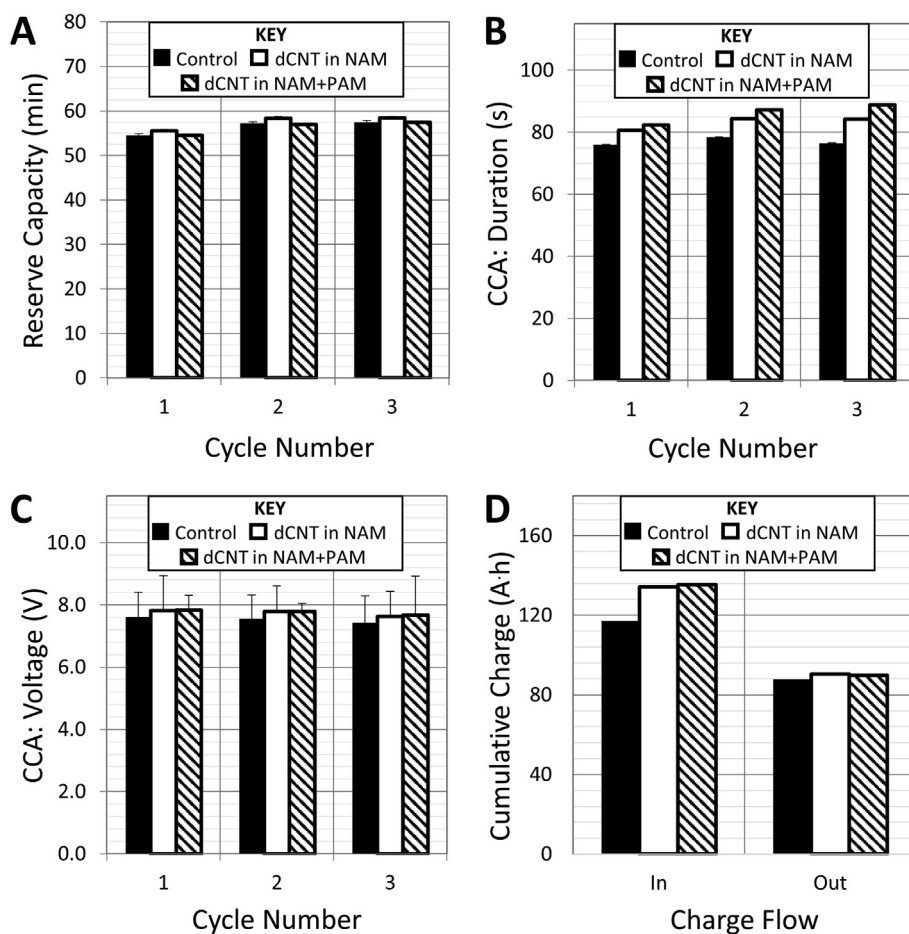 A
KEY
Control dCNT in NAM
dCNT in NAM+PAM
Reserve Capacity (min)
80
70
60
50
40
30
20
10
0
1 2 3
Cycle Number
B
KEY
Control dCNT in NAM
dCNT in NAM+PAM
CCA: Duration (s)
100
80
60
40
20
0
1 2 3
Cycle Number
C
KEY
Control dCNT in NAM
dCNT in NAM+PAM
CCA: Voltage (V)
10.0
8.0
6.0
4.0
2.0
0.0
1 2 3
Cycle Number
D
KEY
Control dCNT in NAM
dCNT in NAM+PAM
Cumulative Charge (A·h)
160
120
80
40
0
In Out
Charge Flow